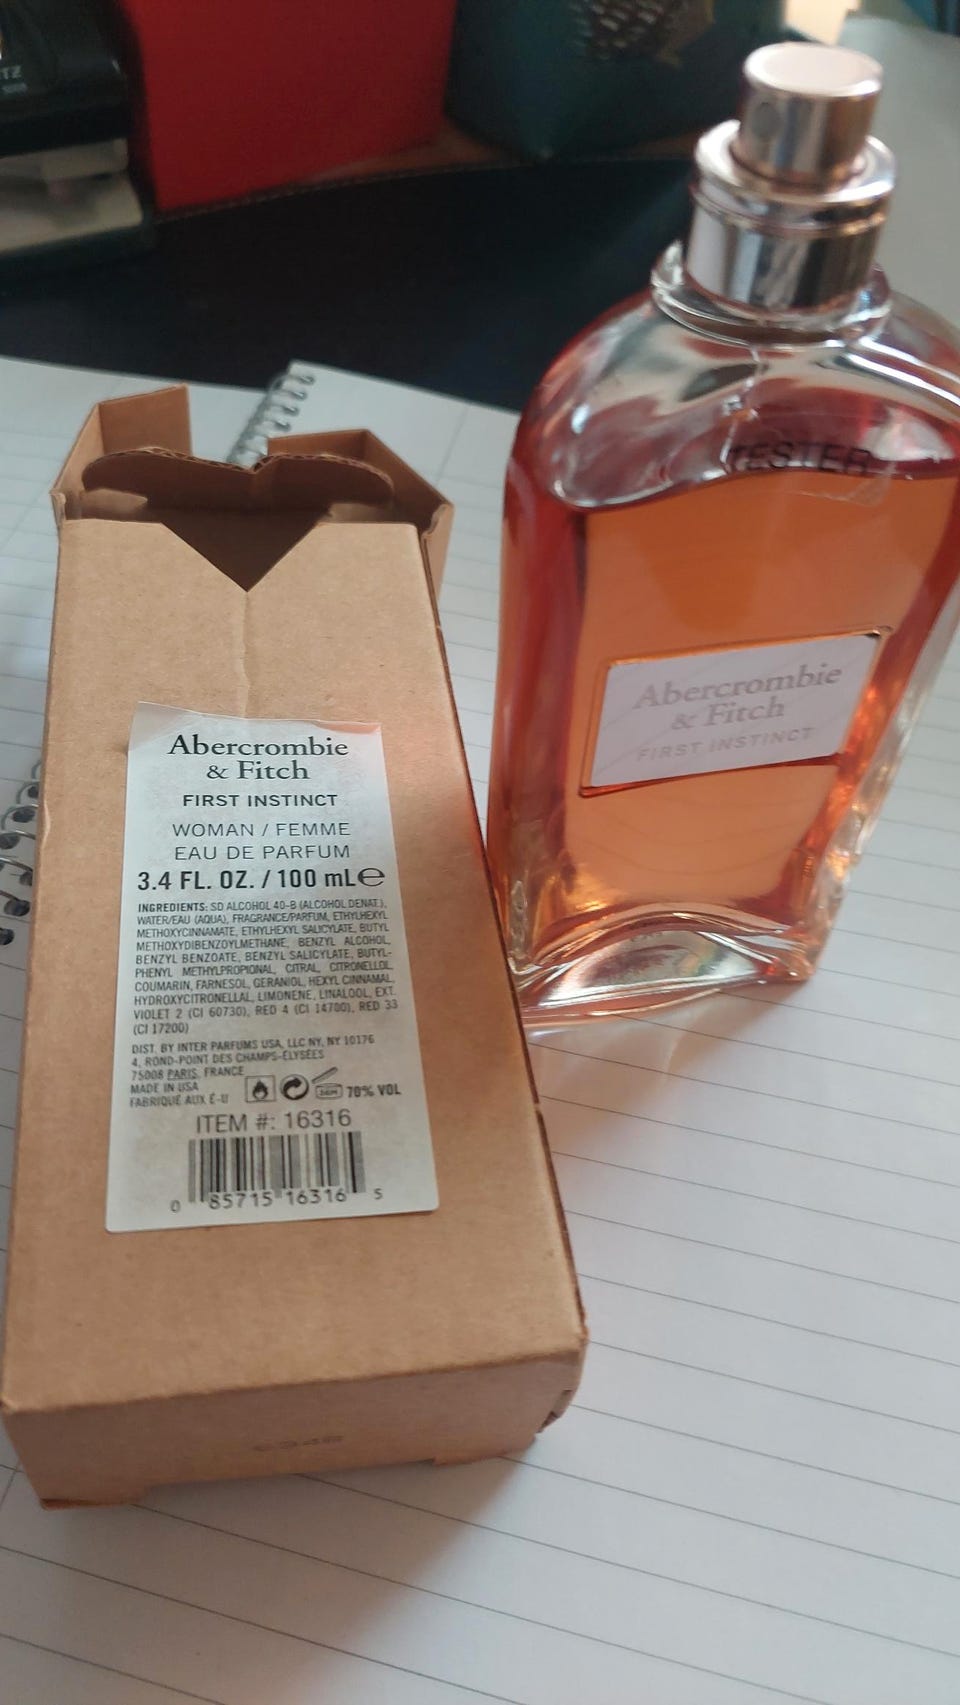 Abercrombie
& Fitch
FIRST INSTINCT
WOMAN / FEMME
EAU DE PARFUM
3.4 FL. OZ. / 100 mL℮
INGREDIENTS: SD ALCOHOL 40-B (ALCOHOL DENAT.),
WATER/EAU (AQUA), FRAGRANCE/PARFUM, ETHYLHEXYL
METHOXYCINNAMATE, ETHYLHEXYL SALICYLATE, BUTYL
METHOXYDIBENZOYLMETHANE, BENZYL ALCOHOL,
BENZYL BENZOATE, BENZYL SALICYLATE, BUTYL-
PHENYL METHYLPROPIONAL, CITRAL, CITRONELLOL,
COUMARIN, FARNESOL, GERANIOL, HEXYL CINNAMAL,
HYDROXYCITRONELLAL, LIMONENE, LINALOOL, EXT.
VIOLET 2 (CI 60730), RED 4 (CI 14700), RED 33
(CI 17200)
DIST. BY INTER PARFUMS USA, LLC NY, NY 10176
4, ROND-POINT DES CHAMPS-ÉLYSÉES
75008 PARIS, FRANCE
MADE IN USA
FABRIQUÉ AUX É-U
70% VOL
ITEM #: 16316
0 85715 16316 5
TESTER
Abercrombie
& Fitch
FIRST INSTINCT